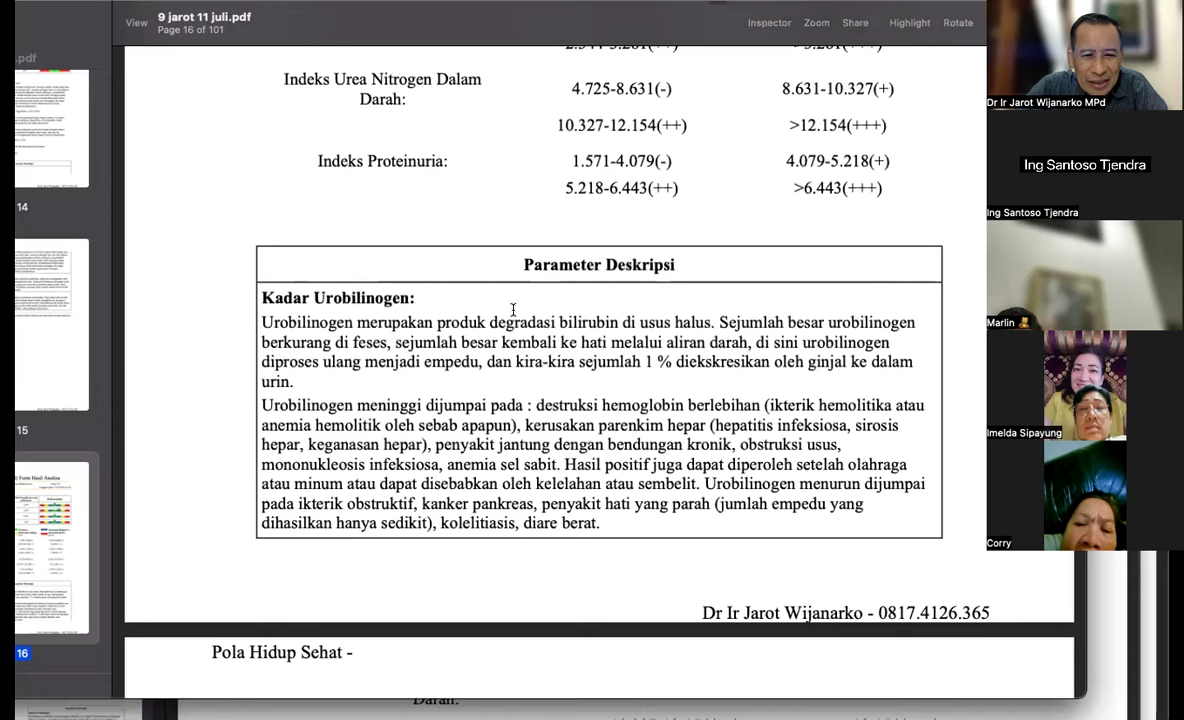 View
9 jarot 11 juli.pdf
Page 16 of 101
Inspector Zoom Share Highlight Rotate
.pdf
14
15
16
Indeks Urea Nitrogen Dalam
Darah:
4.725-8.631(-) 8.631-10.327(+)
10.327-12.154(++) >12.154(+++)
Indeks Proteinuria: 1.571-4.079(-) 4.079-5.218(+)
5.218-6.443(++) >6.443(+++)
Parameter Deskripsi
Kadar Urobilinogen:
Urobilinogen merupakan produk degradasi bilirubin di usus halus. Sejumlah besar urobilinogen
berkurang di feses, sejumlah besar kembali ke hati melalui aliran darah, di sini urobilinogen
diproses ulang menjadi empedu, dan kira-kira sejumlah 1 % diekskresikan oleh ginjal ke dalam
urin.
Urobilinogen meninggi dijumpai pada : destruksi hemoglobin berlebihan (ikterik hemolitika atau
anemia hemolitik oleh sebab apapun), kerusakan parenkim hepar (hepatitis infeksiosa, sirosis
hepar, keganasan hepar), penyakit jantung dengan bendungan kronik, obstruksi usus,
mononukleosis infeksiosa, anemia sel sabit. Hasil positif juga dapat diperoleh setelah olahraga
atau minum atau dapat disebabkan oleh kelelahan atau sembelit. Urobilinogen menurun dijumpai
pada ikterik obstruktif, kanker pankreas, penyakit hati yang parah (jumlah empedu yang
dihasilkan hanya sedikit), kolelitiasis, diare berat.
Dr Ir Jarot Wijanarko - 0817.4126.365
Pola Hidup Sehat -
Darah:
Dr Ir Jarot Wijanarko MPd
Ing Santoso Tjendra
Ing Santoso Tjendra
Marlin
Imelda Sipayung
Corry